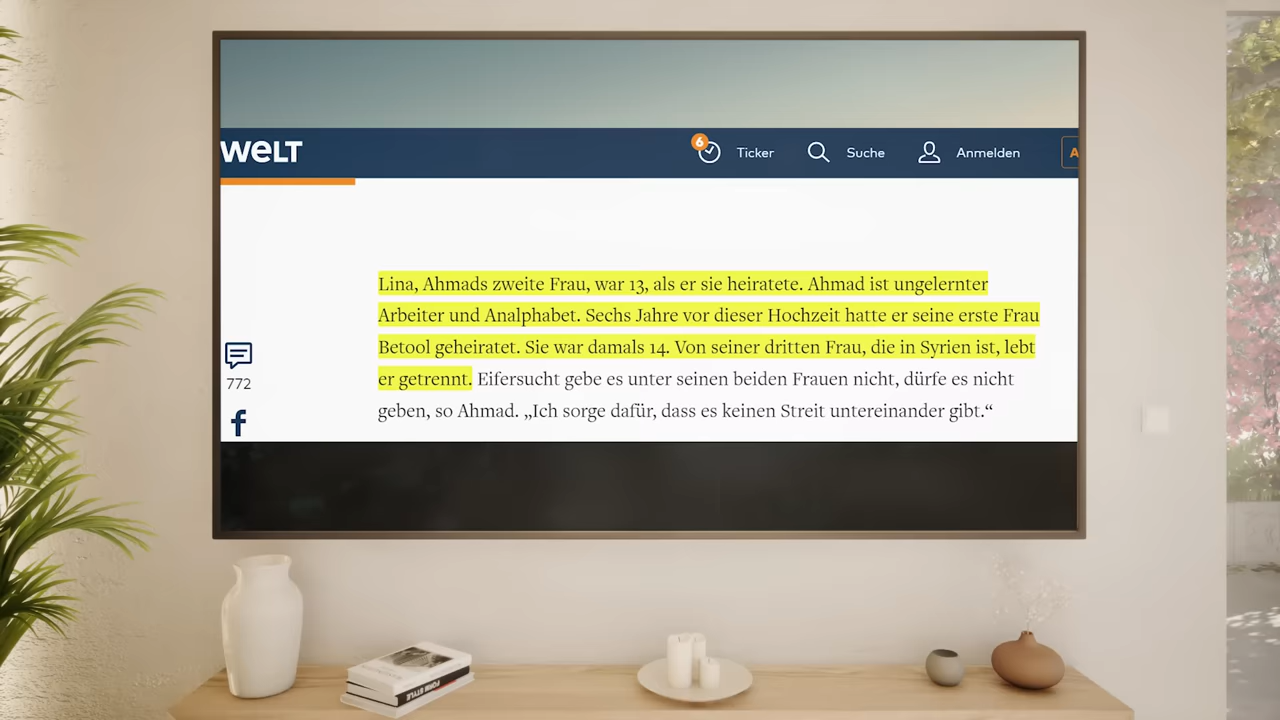 WELT
6
Ticker
Suche
Anmelden
A
Lina, Ahmads zweite Frau, war 13, als er sie heiratete. Ahmad ist ungelernter
Arbeiter und Analphabet. Sechs Jahre vor dieser Hochzeit hatte er seine erste Frau
Betool geheiratet. Sie war damals 14. Von seiner dritten Frau, die in Syrien ist, lebt
er getrennt. Eifersucht gebe es unter seinen beiden Frauen nicht, dürfe es nicht
geben, so Ahmad. „Ich sorge dafür, dass es keinen Streit untereinander gibt.“
772
f
FORM STYLE